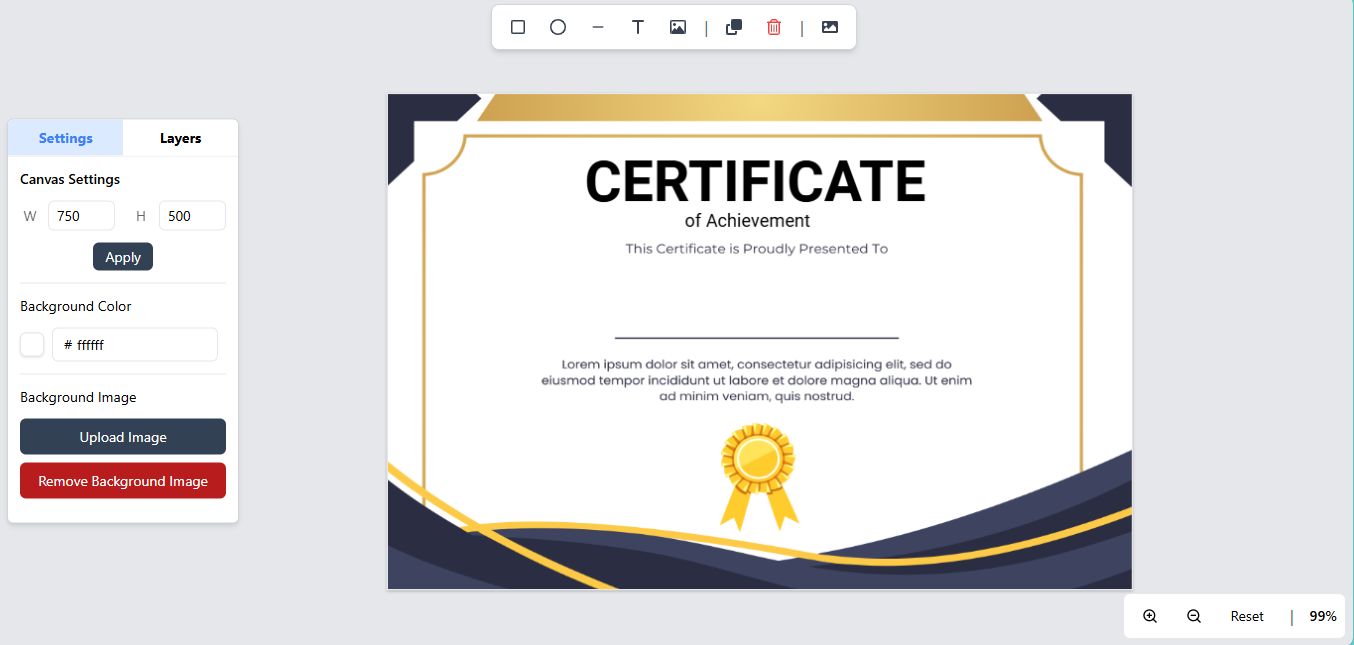 T
Settings
Layers
Canvas Settings
W 750 H 500
Apply
Background Color
# ffffff
Background Image
Upload Image
Remove Background Image
CERTIFICATE
of Achievement
This Certificate is Proudly Presented To
Lorem ipsum dolor sit amet, consectetur adipisicing elit, sed do
eiusmod tempor incididunt ut labore et dolore magna aliqua. Ut enim
ad minim veniam, quis nostrud.
Reset | 99%